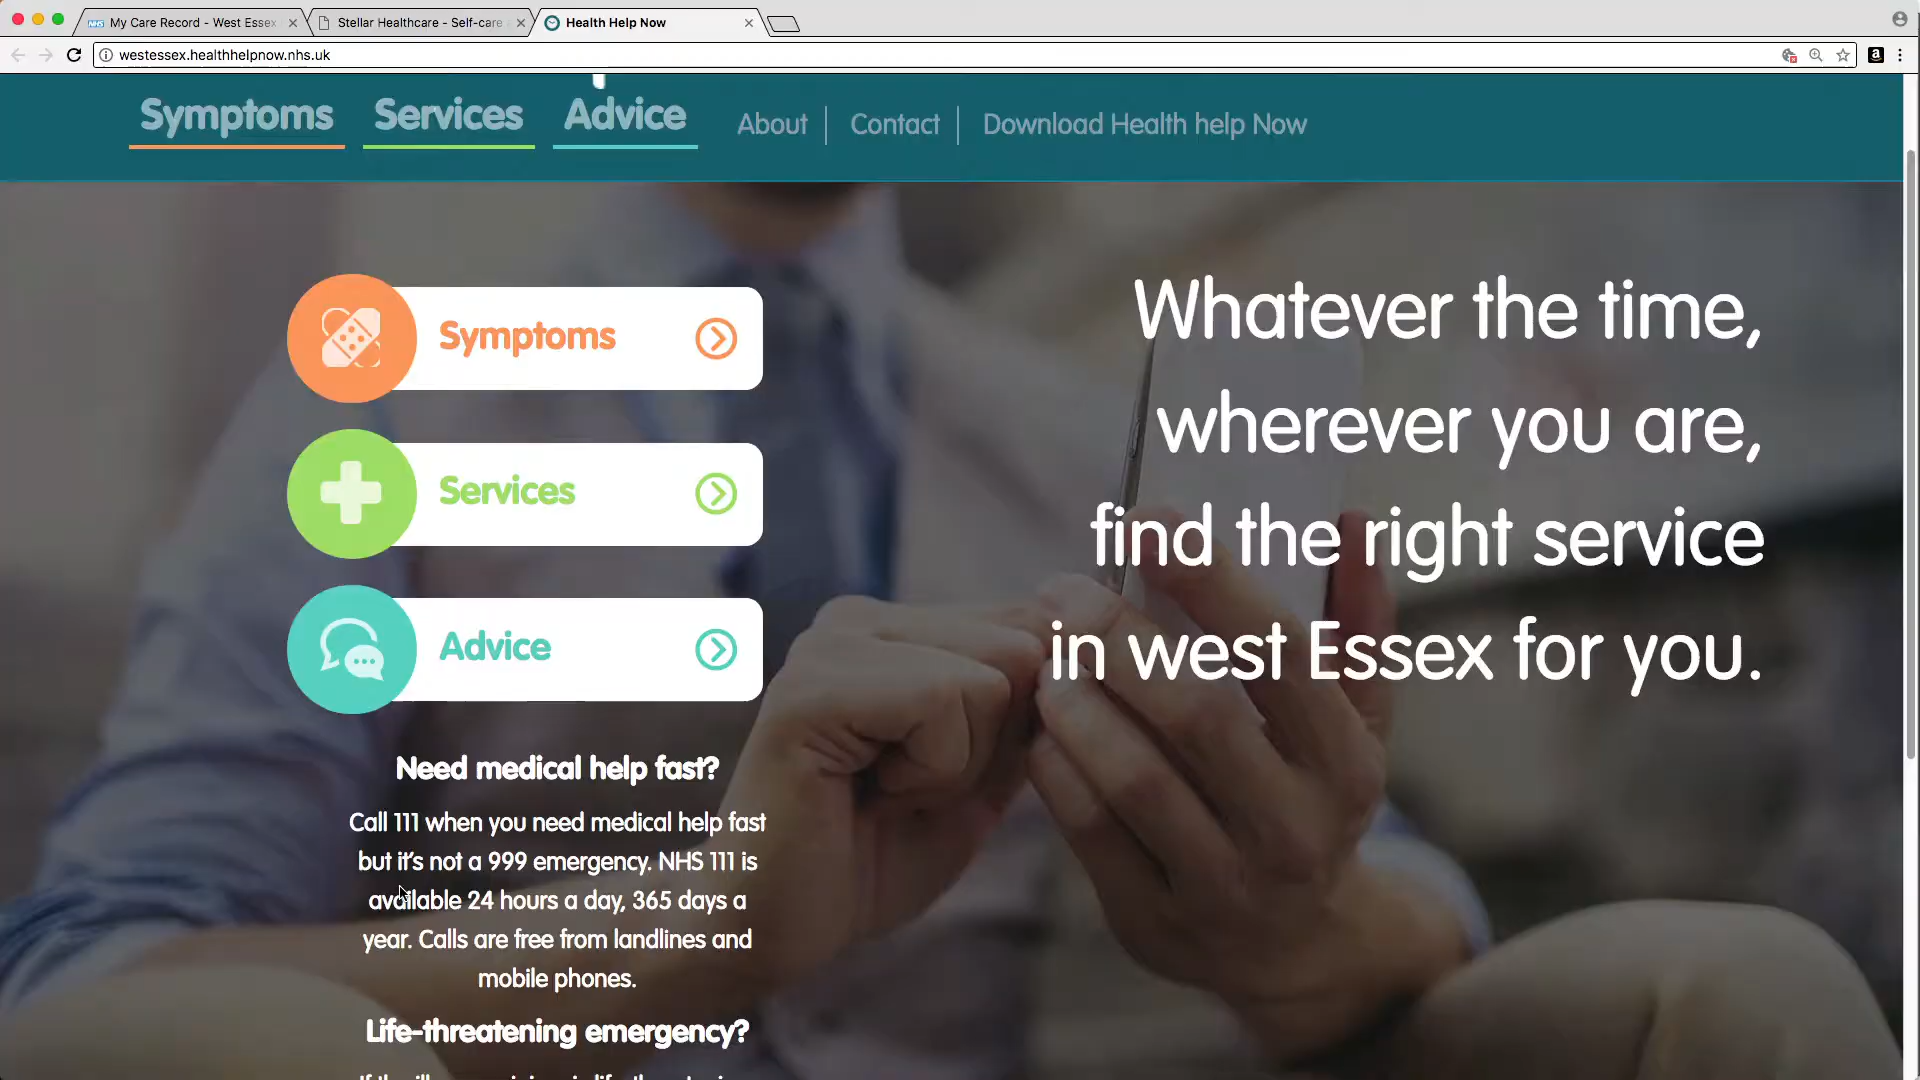 My Care Record - West Essex
Stellar Healthcare - Self-care
Health Help Now
westessex.healthhelpnow.nhs.uk
Symptoms Services Advice About Contact Download Health help Now
Symptoms
Services
Advice
Whatever the time,
wherever you are,
find the right service
in west Essex for you.
Need medical help fast?
Call 111 when you need medical help fast
but it's not a 999 emergency. NHS 111 is
available 24 hours a day, 365 days a
year. Calls are free from landlines and
mobile phones.
Life-threatening emergency?